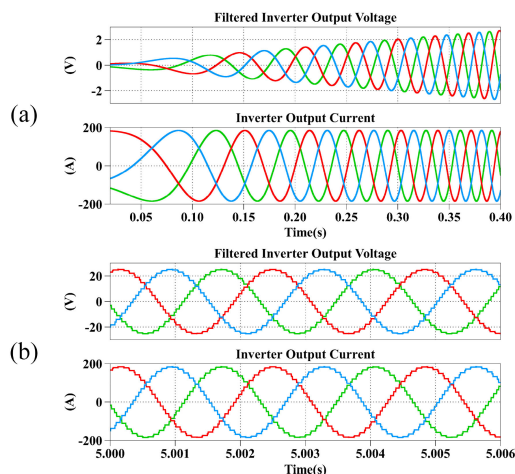 Filtered Inverter Output Voltage
2
0
-2
(V)
(a)
Inverter Output Current
200
0
-200
(A)
0.05 0.10 0.15 0.20 0.25 0.30 0.35 0.40
Time(s)
Filtered Inverter Output Voltage
20
0
-20
(V)
(b)
Inverter Output Current
200
0
-200
(A)
5.000 5.001 5.002 5.003 5.004 5.005 5.006
Time(s)